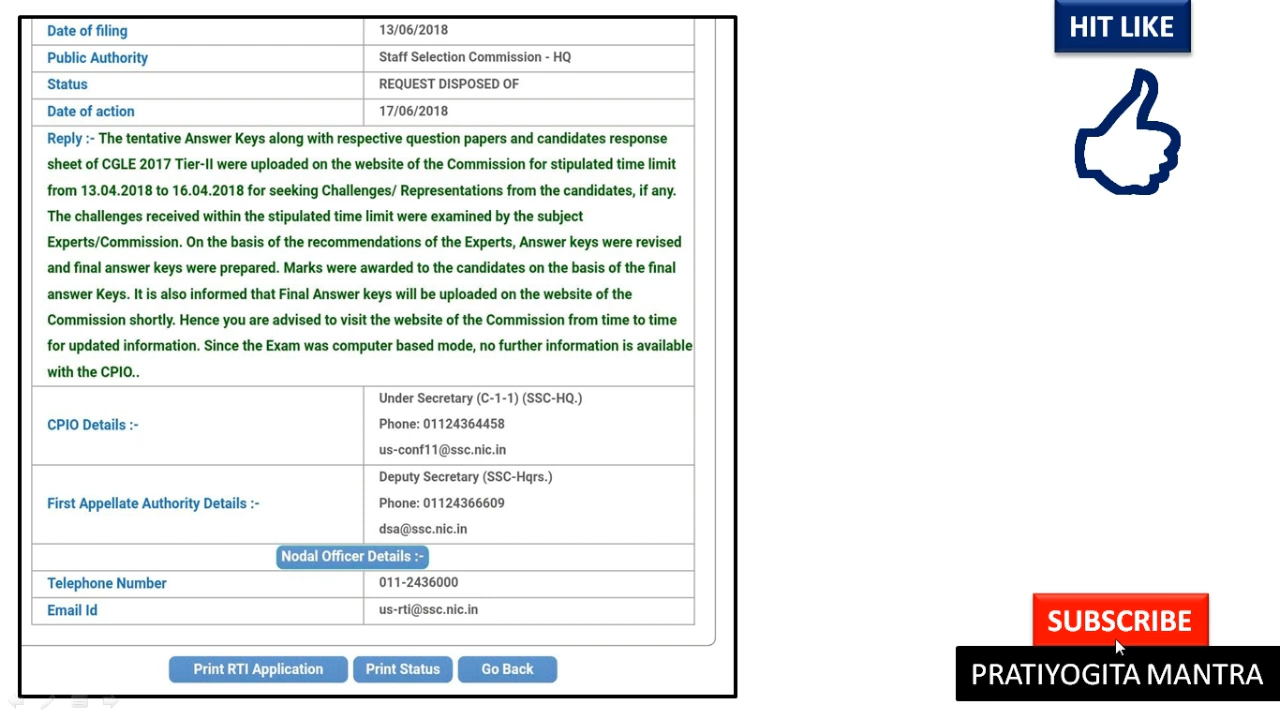 Date of filing 13/06/2018
Public Authority Staff Selection Commission - HQ
Status REQUEST DISPOSED OF
Date of action 17/06/2018
Reply :- The tentative Answer Keys along with respective question papers and candidates response
sheet of CGLE 2017 Tier-II were uploaded on the website of the Commission for stipulated time limit
from 13.04.2018 to 16.04.2018 for seeking Challenges/ Representations from the candidates, if any.
The challenges received within the stipulated time limit were examined by the subject
Experts/Commission. On the basis of the recommendations of the Experts, Answer keys were revised
and final answer keys were prepared. Marks were awarded to the candidates on the basis of the final
answer Keys. It is also informed that Final Answer keys will be uploaded on the website of the
Commission shortly. Hence you are advised to visit the website of the Commission from time to time
for updated information. Since the Exam was computer based mode, no further information is available
with the CPIO..
CPIO Details :-
Under Secretary (C-1-1) (SSC-HQ.)
Phone: 01124364458
us-conf11@ssc.nic.in
First Appellate Authority Details :-
Deputy Secretary (SSC-Hqrs.)
Phone: 01124366609
dsa@ssc.nic.in
Nodal Officer Details :-
Telephone Number 011-2436000
Email Id us-rti@ssc.nic.in
Print RTI Application Print Status Go Back
HIT LIKE
SUBSCRIBE
PRATIYOGITA MANTRA